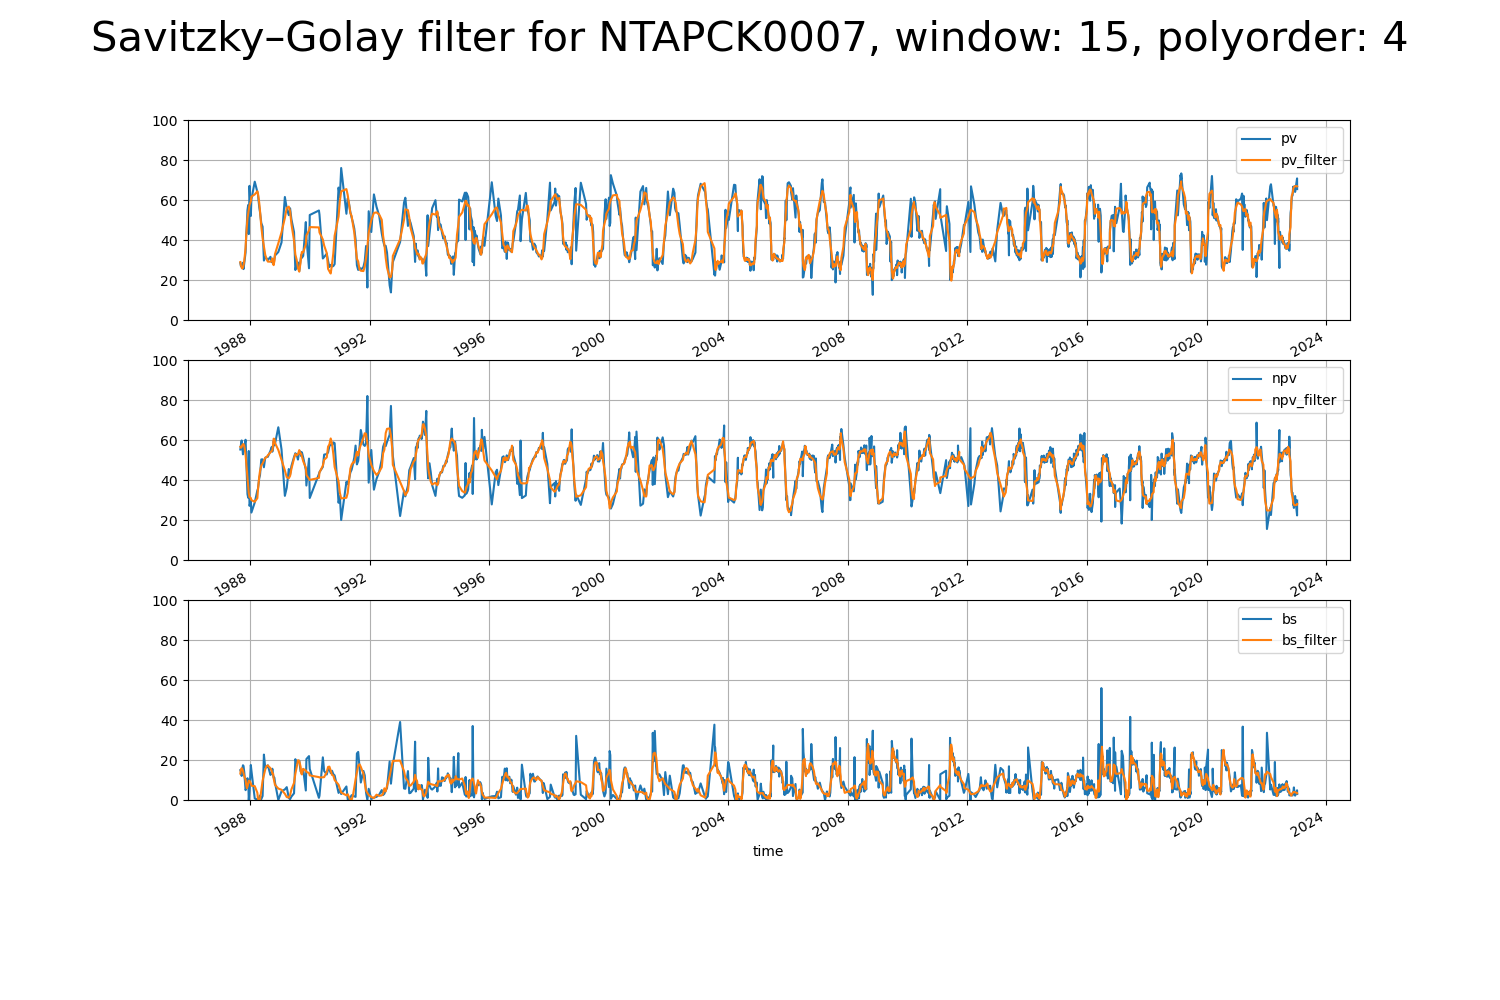 Savitzky–Golay filter for NTAPCK0007, window: 15, polyorder: 4
100
80
60
40
20
0
pv
pv_filter
1988 1992 1996 2000 2004 2008 2012 2016 2020 2024
100
80
60
40
20
0
npv
npv_filter
1988 1992 1996 2000 2004 2008 2012 2016 2020 2024
100
80
60
40
20
0
bs
bs_filter
1988 1992 1996 2000 2004 2008 2012 2016 2020 2024
time